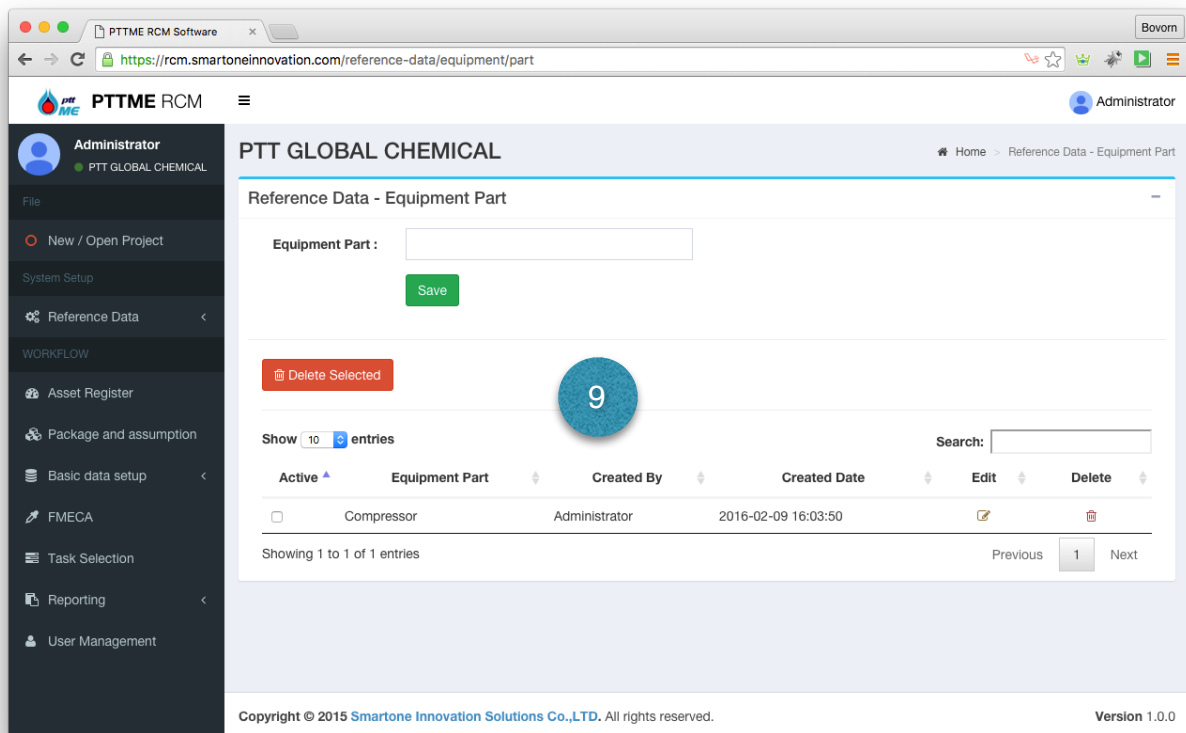 PTTME RCM Software
Bovorn
https://rcm.smartoneinnovation.com/reference-data/equipment/part
ptt ME PTTME RCM
Administrator
Administrator
PTT GLOBAL CHEMICAL
File
New / Open Project
System Setup
Reference Data
WORKFLOW
Asset Register
Package and assumption
Basic data setup
FMECA
Task Selection
Reporting
User Management
PTT GLOBAL CHEMICAL
Home > Reference Data - Equipment Part
Reference Data - Equipment Part
Equipment Part :
Save
Delete Selected
9
Show 10 entries
Search:
Active Equipment Part Created By Created Date Edit Delete
Compressor Administrator 2016-02-09 16:03:50
Showing 1 to 1 of 1 entries
Previous 1 Next
Copyright © 2015 Smartone Innovation Solutions Co.,LTD. All rights reserved.
Version 1.0.0